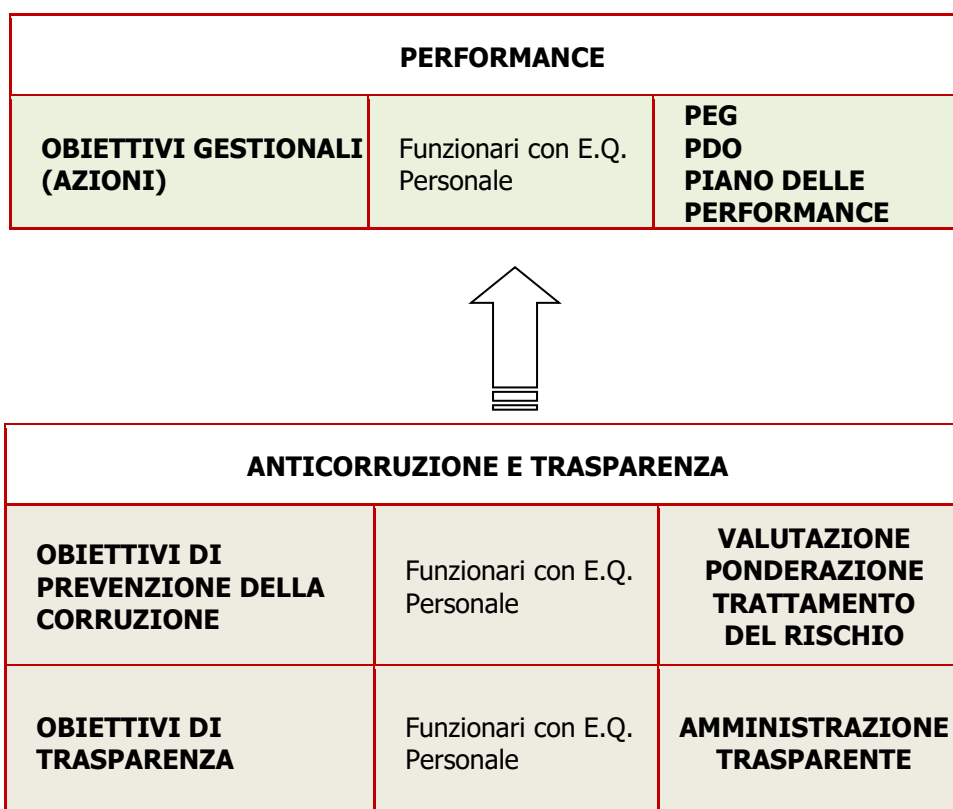 PERFORMANCE
OBIETTIVI GESTIONALI
(AZIONI)
Funzionari con E.Q.
Personale
PEG
PDO
PIANO DELLE
PERFORMANCE
ANTICORRUZIONE E TRASPARENZA
OBIETTIVI DI
PREVENZIONE DELLA
CORRUZIONE
Funzionari con E.Q.
Personale
VALUTAZIONE
PONDERAZIONE
TRATTAMENTO
DEL RISCHIO
OBIETTIVI DI
TRASPARENZA
Funzionari con E.Q.
Personale
AMMINISTRAZIONE
TRASPARENTE